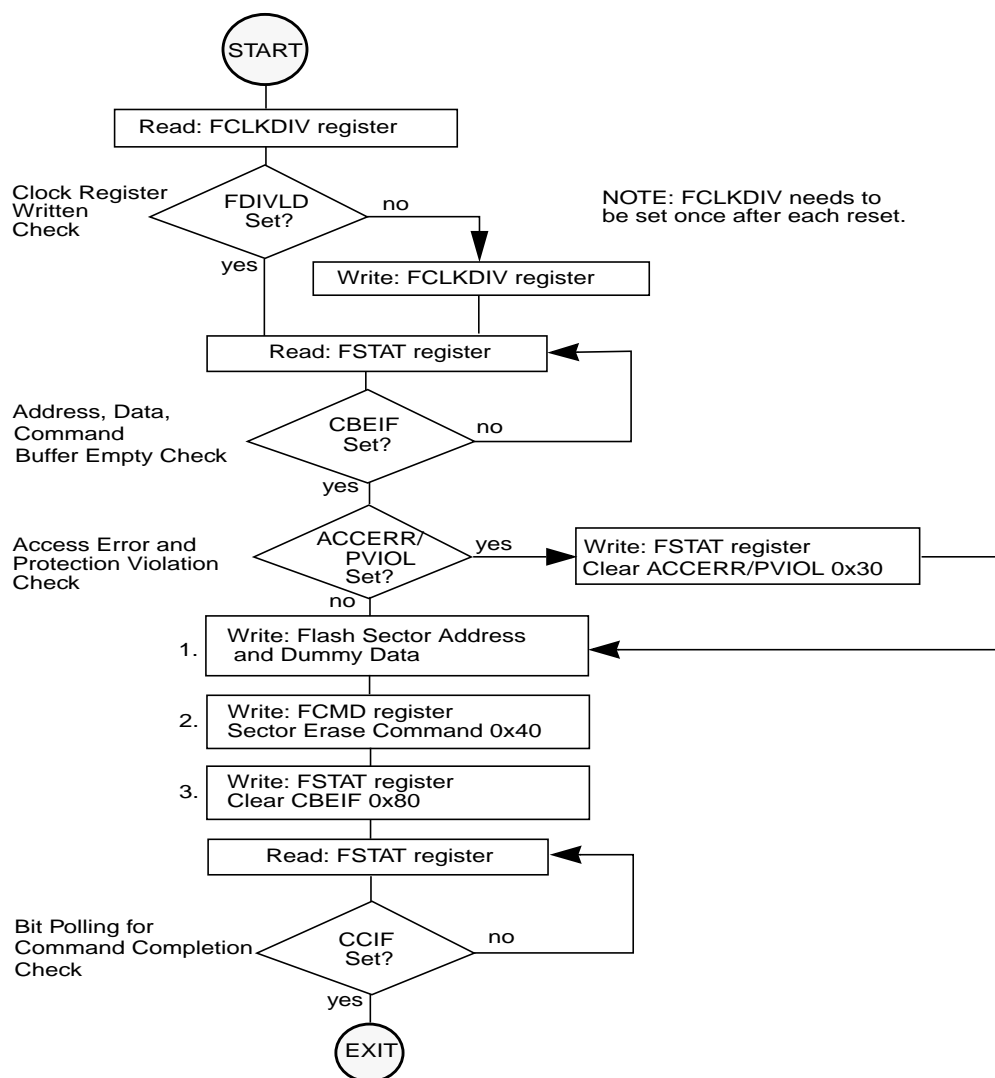 START
Read: FCLKDIV register
Clock Register
Written
Check
FDIVLD
Set?
no
yes
NOTE: FCLKDIV needs to
be set once after each reset.
Write: FCLKDIV register
Read: FSTAT register
Address, Data,
Command
Buffer Empty Check
CBEIF
Set?
no
yes
Access Error and
Protection Violation
Check
ACCERR/
PVIOL
Set?
yes
no
Write: FSTAT register
Clear ACCERR/PVIOL 0x30
1.
Write: Flash Sector Address
and Dummy Data
2.
Write: FCMD register
Sector Erase Command 0x40
3.
Write: FSTAT register
Clear CBEIF 0x80
Read: FSTAT register
Bit Polling for
Command Completion
Check
CCIF
Set?
no
yes
EXIT